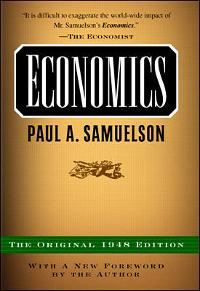 "It is difficult to exaggerate the world-wide impact of
Mr. Samuelson's Economics."
—The Economist
ECONOMICS
PAUL A. SAMUELSON
The Original 1948 Edition
With a New Foreword
by the Author